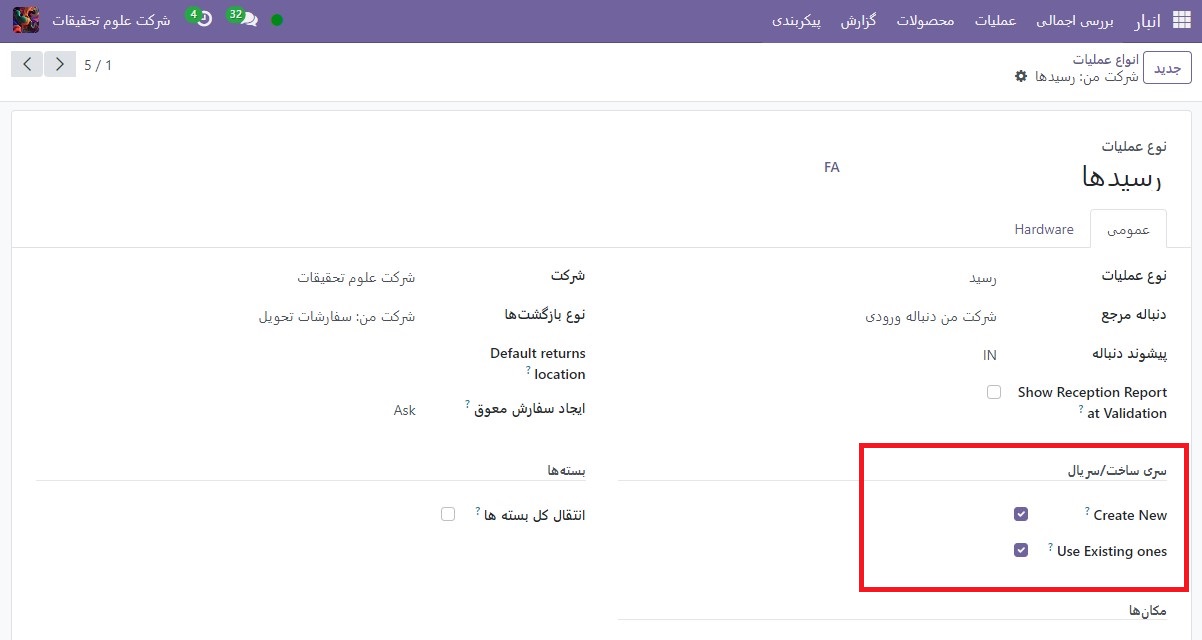 انبار بررسی اجمالی عملیات محصولات گزارش پیکربندی
32 4 شرکت علوم تحقیقات
جدید
انواع عملیات
شرکت من: رسیدها
5 / 1
نوع عملیات
رسیدها
FA
عمومی Hardware
نوع عملیات رسید
دنباله مرجع شرکت من دنباله ورودی
پیشوند دنباله IN
Show Reception Report
at Validation ?
شرکت شرکت علوم تحقیقات
نوع بازگشت‌ها شرکت من: سفارشات تحویل
Default returns
location ?
ایجاد سفارش معوق ? Ask
سری ساخت/سریال
Create New ?
Use Existing ones ?
بسته‌ها
انتقال کل بسته ها ?
مکان‌ها